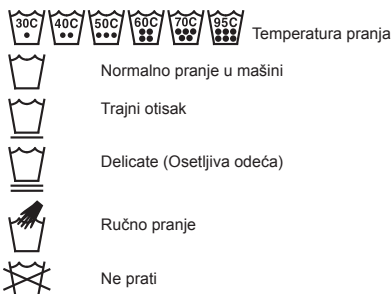 30C 40C 50C 60C 70C 95C Temperatura pranja
Normalno pranje u mašini
Trajni otisak
Delicate (Osetljiva odeća)
Ručno pranje
Ne prati